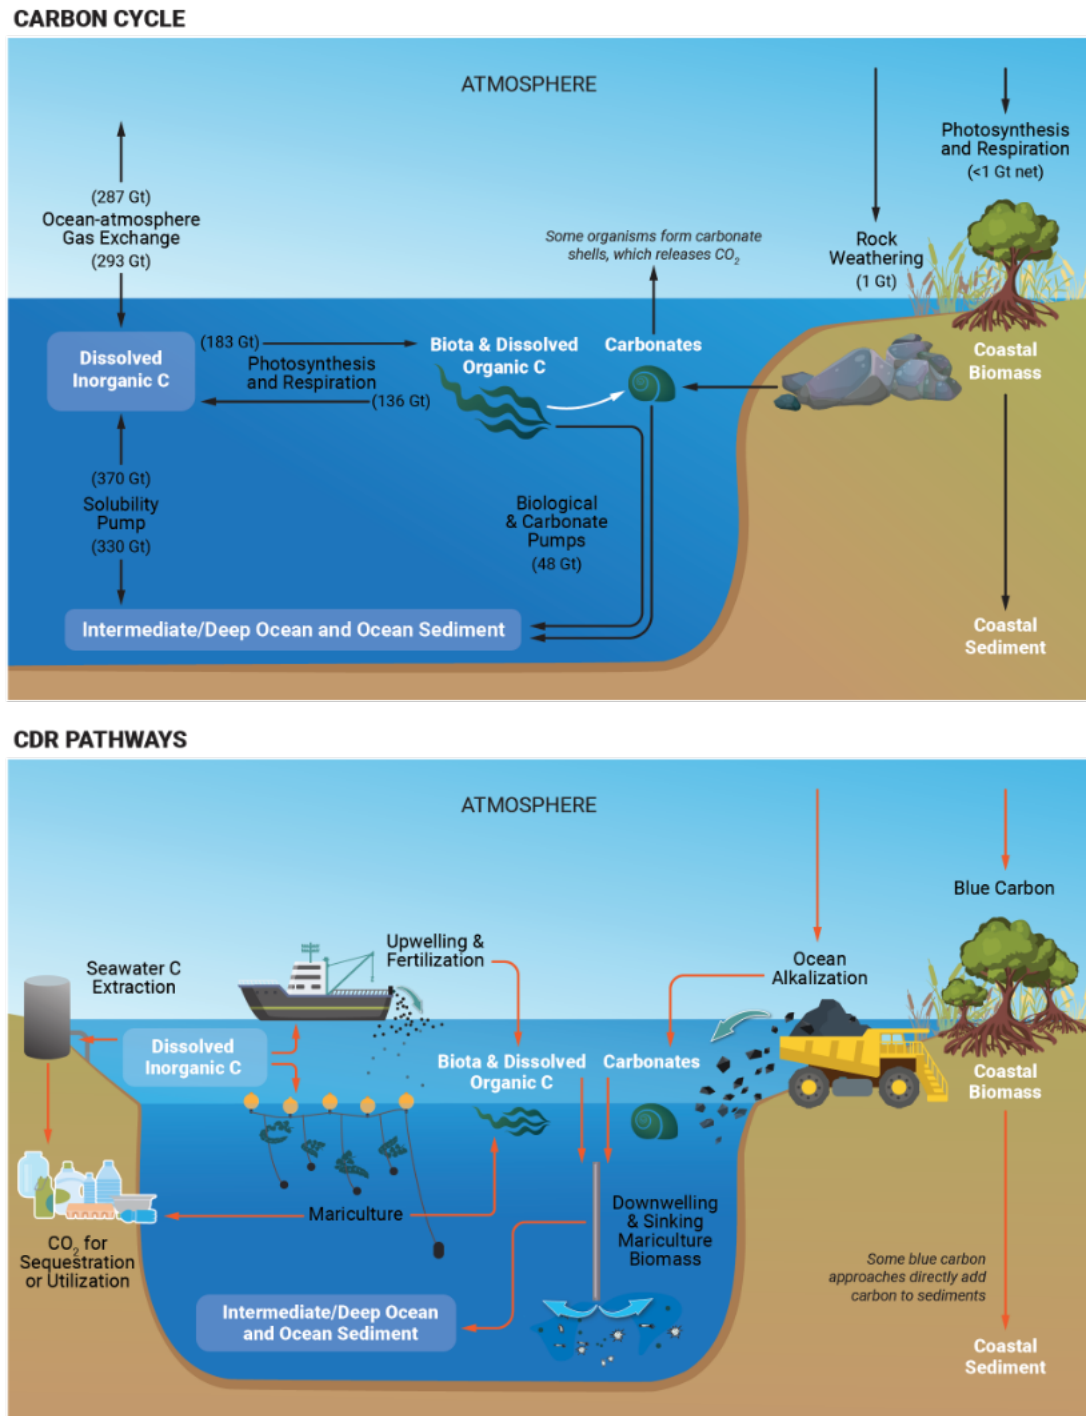 CARBON CYCLE
ATMOSPHERE
Photosynthesis
and Respiration
(<1 Gt net)
(287 Gt)
Ocean-atmosphere
Gas Exchange
(293 Gt)
Some organisms form carbonate
shells, which releases CO₂
Rock
Weathering
(1 Gt)
Dissolved
Inorganic C
(183 Gt)
Photosynthesis
and Respiration
(136 Gt)
Biota & Dissolved
Organic C
Carbonates
Coastal
Biomass
(370 Gt)
Solubility
Pump
(330 Gt)
Biological
& Carbonate
Pumps
(48 Gt)
Intermediate/Deep Ocean and Ocean Sediment
Coastal
Sediment
CDR PATHWAYS
ATMOSPHERE
Blue Carbon
Upwelling &
Fertilization
Seawater C
Extraction
Ocean
Alkalization
Dissolved
Inorganic C
Biota & Dissolved
Organic C
Carbonates
Coastal
Biomass
Mariculture
Downwelling
& Sinking
Mariculture
Biomass
CO₂ for
Sequestration
or Utilization
Some blue carbon
approaches directly add
carbon to sediments
Intermediate/Deep Ocean
and Ocean Sediment
Coastal
Sediment